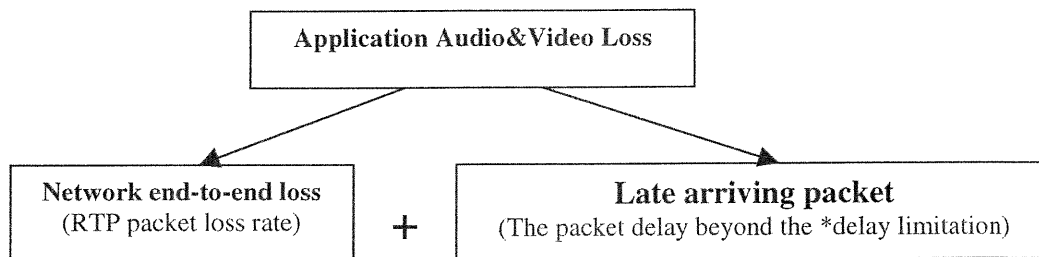 Application Audio&Video Loss
Network end-to-end loss
(RTP packet loss rate)
+
Late arriving packet
(The packet delay beyond the *delay limitation)